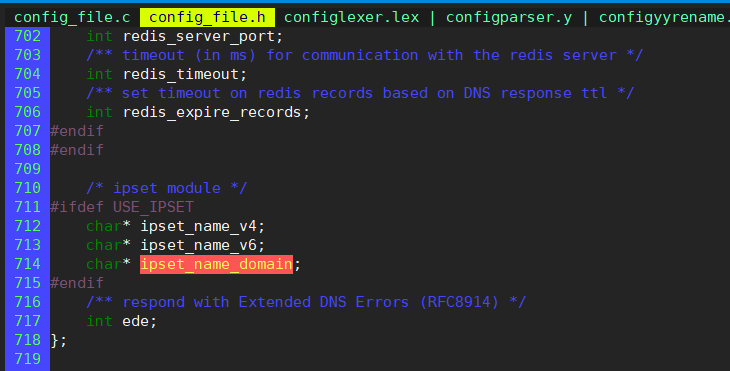 config_file.c config_file.h configlexer.lex | configparser.y | configyyrename.
702     int redis_server_port;
703     /** timeout (in ms) for communication with the redis server */
704     int redis_timeout;
705     /** set timeout on redis records based on DNS response ttl */
706     int redis_expire_records;
707 #endif
708 #endif
709
710     /* ipset module */
711 #ifdef USE_IPSET
712     char* ipset_name_v4;
713     char* ipset_name_v6;
714     char* ipset_name_domain;
715 #endif
716     /** respond with Extended DNS Errors (RFC8914) */
717     int ede;
718 };
719